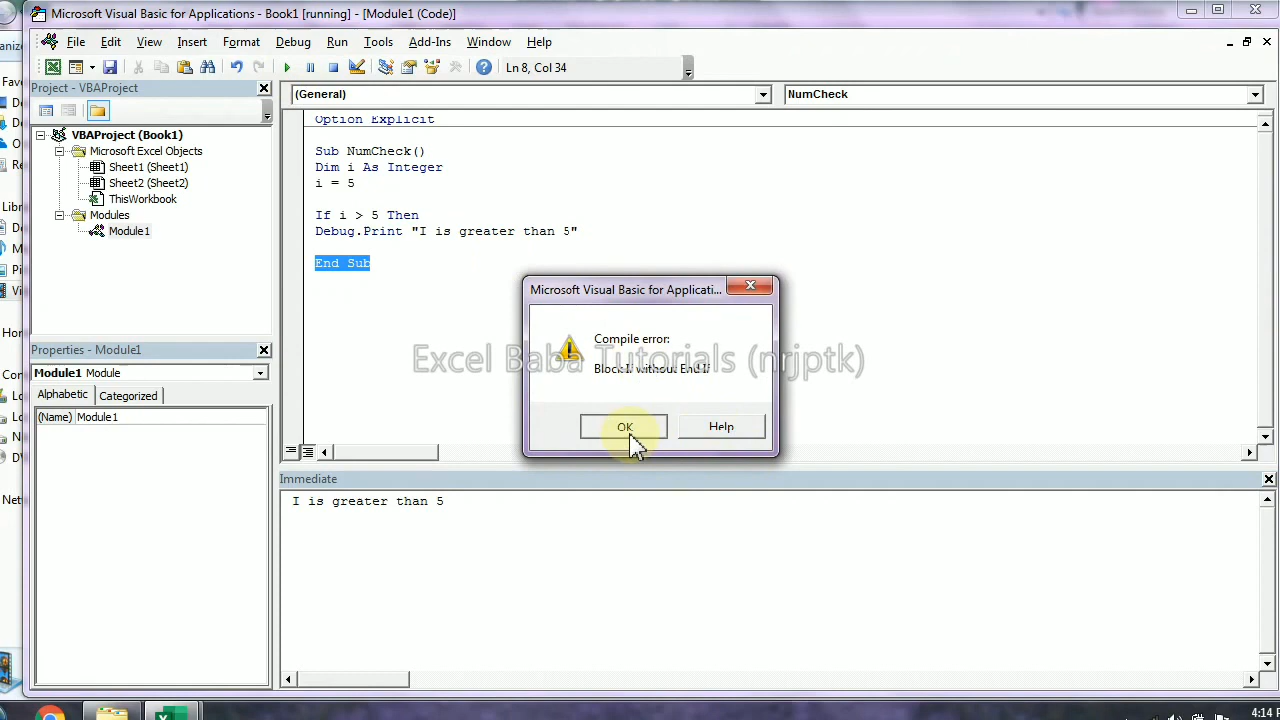 Microsoft Visual Basic for Applications - Book1 [running] - [Module1 (Code)]
File Edit View Insert Format Debug Run Tools Add-Ins Window Help
Ln 8, Col 34
Project - VBAProject
(General)
NumCheck
VBAProject (Book1)
Microsoft Excel Objects
Sheet1 (Sheet1)
Sheet2 (Sheet2)
ThisWorkbook
Modules
Module1
Option Explicit
Sub NumCheck()
Dim i As Integer
i = 5
If i > 5 Then
Debug.Print "I is greater than 5"
End Sub
Microsoft Visual Basic for Applicati...
Compile error:
Block If without End If
OK
Help
Excel Baba Tutorials (nrjptk)
Properties - Module1
Module1 Module
Alphabetic Categorized
(Name) Module1
Immediate
I is greater than 5
4:14